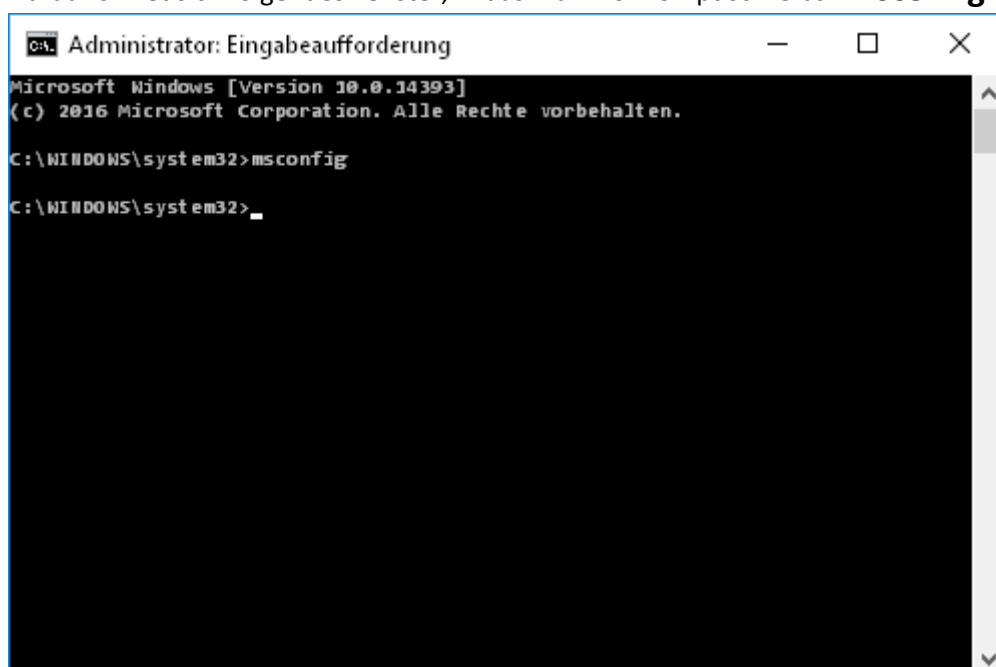 Administrator: Eingabeaufforderung
Microsoft Windows [Version 10.0.14393]
(c) 2016 Microsoft Corporation. Alle Rechte vorbehalten.
C:\WINDOWS\system32>msconfig
C:\WINDOWS\system32>_